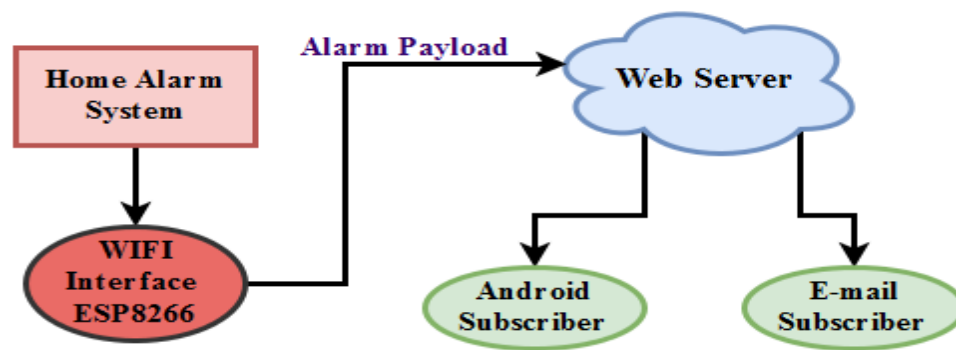 Home Alarm
System
Alarm Payload
Web Server
WIFI
Interface
ESP8266
Android
Subscriber
E-mail
Subscriber